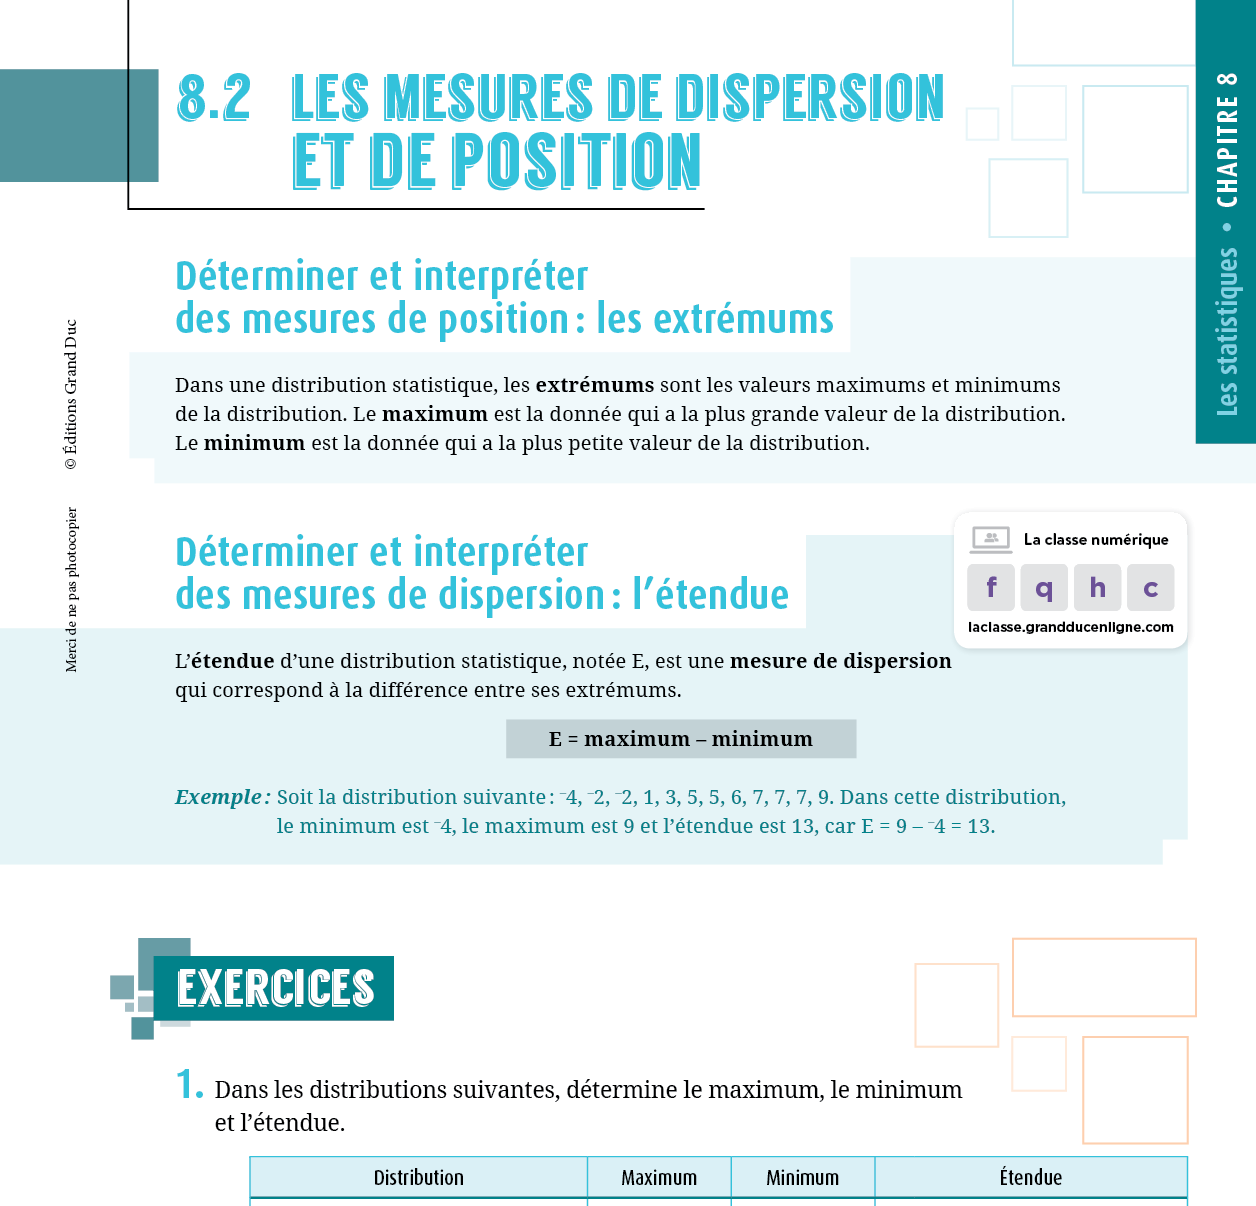 8.2 LES MESURES DE DISPERSION
ET DE POSITION
Les statistiques • CHAPITRE 8
Déterminer et interpréter
des mesures de position : les extrémums
Dans une distribution statistique, les extrémums sont les valeurs maximums et minimums
de la distribution. Le maximum est la donnée qui a la plus grande valeur de la distribution.
Le minimum est la donnée qui a la plus petite valeur de la distribution.
Déterminer et interpréter
des mesures de dispersion : l’étendue
La classe numérique
f q h c
laclasse.grandducenligne.com
L’étendue d’une distribution statistique, notée E, est une mesure de dispersion
qui correspond à la différence entre ses extrémums.
E = maximum – minimum
Exemple : Soit la distribution suivante : ⁻4, ⁻2, ⁻2, 1, 3, 5, 5, 6, 7, 7, 7, 9. Dans cette distribution,
le minimum est ⁻4, le maximum est 9 et l’étendue est 13, car E = 9 – ⁻4 = 13.
Merci de ne pas photocopier © Éditions Grand Duc
EXERCICES
1. Dans les distributions suivantes, détermine le maximum, le minimum
et l’étendue.
Distribution Maximum Minimum Étendue